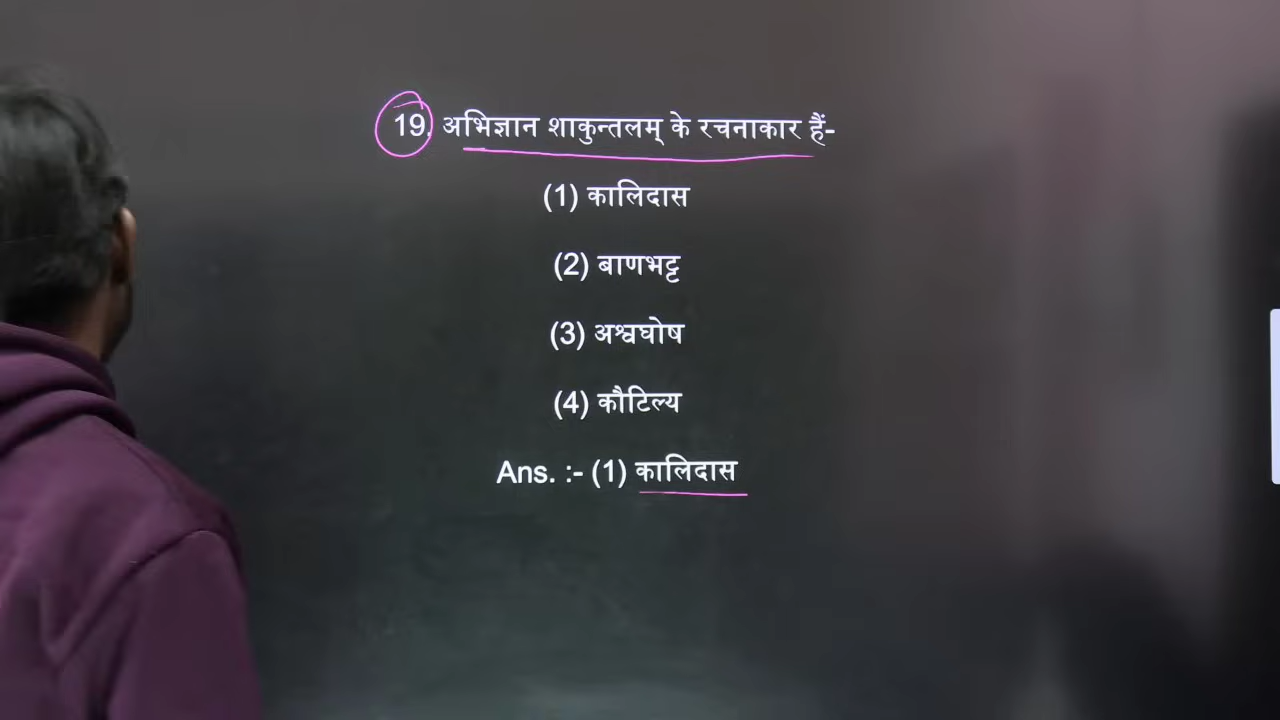 19. अभिज्ञान शाकुन्तलम् के रचनाकार हैं-
(1) कालिदास
(2) बाणभट्ट
(3) अश्वघोष
(4) कौटिल्य
Ans. :- (1) कालिदास